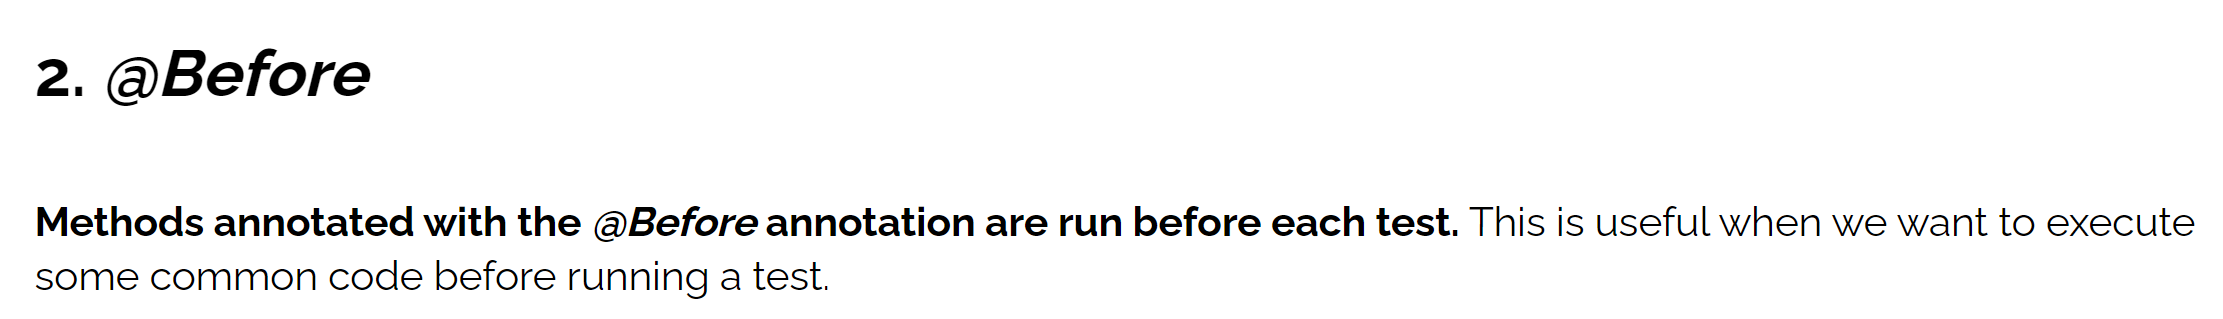 2. @Before
Methods annotated with the @Before annotation are run before each test. This is useful when we want to execute
some common code before running a test.